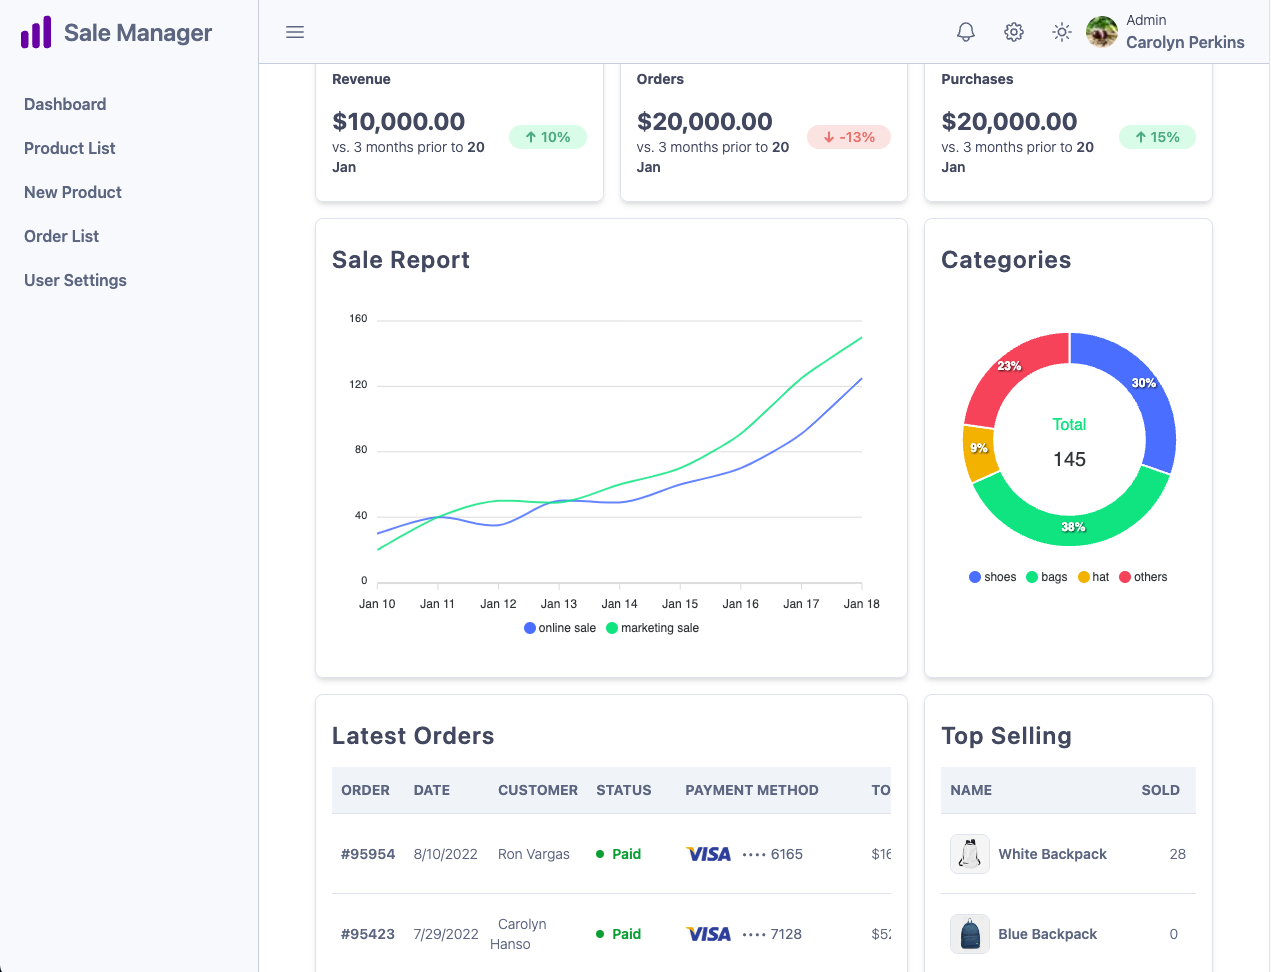 Sale Manager
Admin
Carolyn Perkins
Dashboard
Product List
New Product
Order List
User Settings
Revenue
$10,000.00
vs. 3 months prior to 20
Jan
10%
Orders
$20,000.00
vs. 3 months prior to 20
Jan
-13%
Purchases
$20,000.00
vs. 3 months prior to 20
Jan
15%
Sale Report
160
120
80
40
0
Jan 10 Jan 11 Jan 12 Jan 13 Jan 14 Jan 15 Jan 16 Jan 17 Jan 18
online sale marketing sale
Categories
23%
30%
9%
38%
Total
145
shoes bags hat others
Latest Orders
ORDER DATE CUSTOMER STATUS PAYMENT METHOD TO
#95954 8/10/2022 Ron Vargas Paid VISA •••• 6165 $16
#95423 7/29/2022 Carolyn
Hanso Paid VISA •••• 7128 $52
Top Selling
NAME SOLD
White Backpack 28
Blue Backpack 0